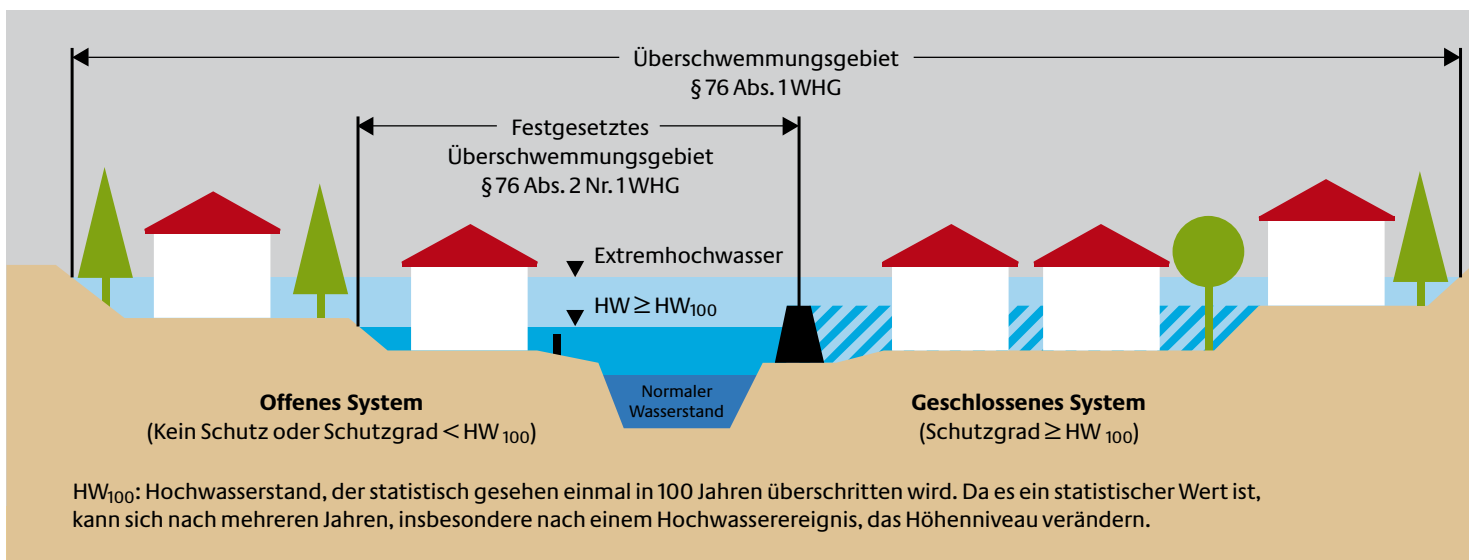 Überschwemmungsgebiet
§ 76 Abs. 1 WHG
Festgesetztes
Überschwemmungsgebiet
§ 76 Abs. 2 Nr. 1 WHG
Extremhochwasser
HW ≥ HW100
Normaler
Wasserstand
Offenes System
(Kein Schutz oder Schutzgrad < HW 100)
Geschlossenes System
(Schutzgrad ≥ HW 100)
HW100: Hochwasserstand, der statistisch gesehen einmal in 100 Jahren überschritten wird. Da es ein statistischer Wert ist,
kann sich nach mehreren Jahren, insbesondere nach einem Hochwasserereignis, das Höhenniveau verändern.